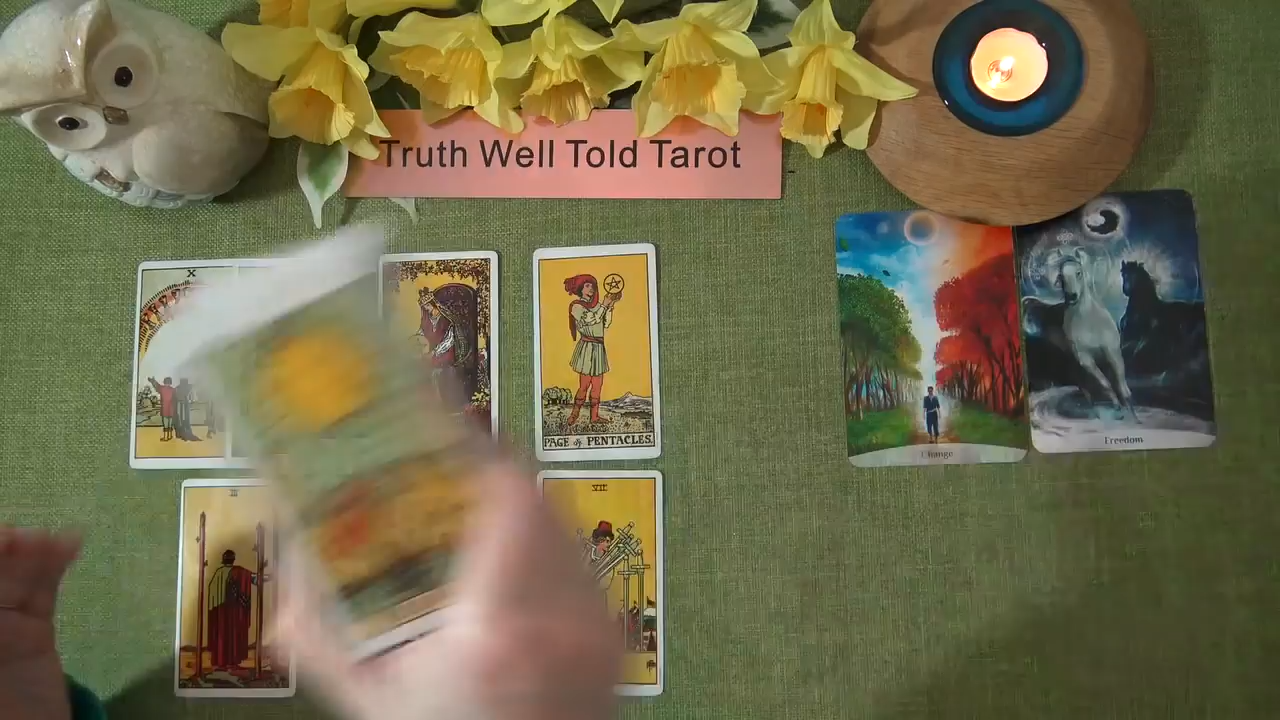 Truth Well Told Tarot
X
PAGE of PENTACLES.
Change
Freedom
III
VII